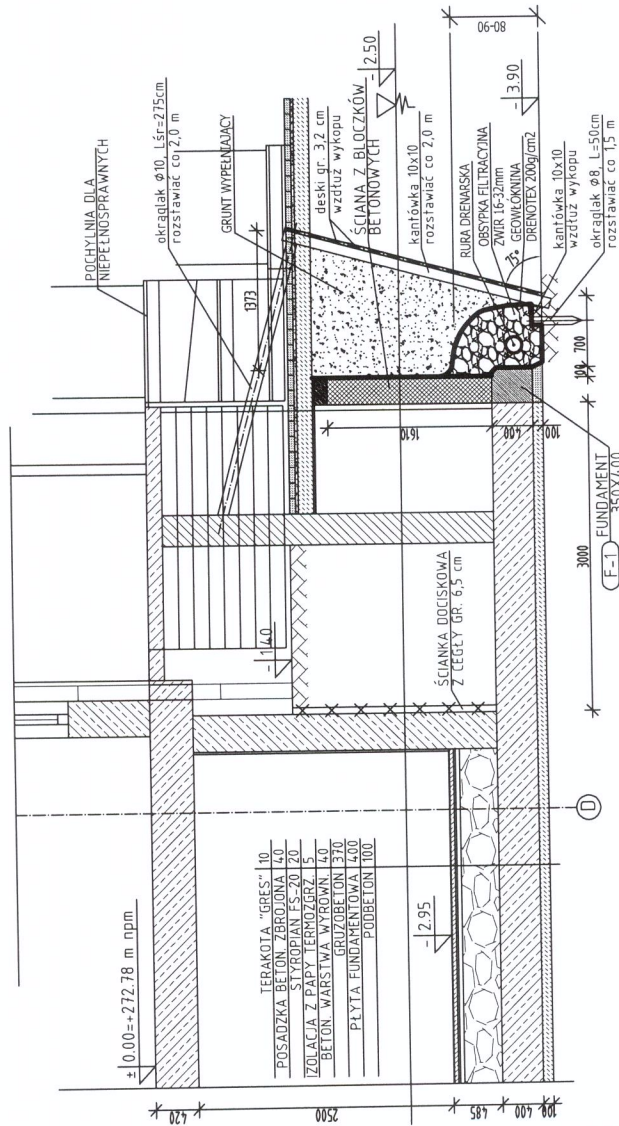 ± 0.00=+272.78 m npm
POCHYLNIA DLA
NIEPEŁNOSPRAWNYCH
okrąglak Φ10, Lśr=275cm
rozstawiać co 2,0 m
GRUNT WYPEŁNIAJĄCY
1373
deski gr. 3,2 cm
wzdłuż wykopu
ŚCIANA Z BLOCZKÓW
BETONOWYCH
- 2.50
kantówka 10x10
rozstawiać co 2,0 m
80-90
- 3.90
RURA DRENARSKA
OBSYPKA FILTRACYJNA
ŻWIR 16-32mm
GEOWŁÓKNINA
DRENOTEX 200g/cm2
75°
kantówka 10x10
wzdłuż wykopu
okrąglak Φ8, L=50cm
rozstawiać co 1,5 m
- 1.40
1610
400
100
100
700
3000
F-1
FUNDAMENT
350X400
ŚCIANKA DOCISKOWA
Z CEGŁY GR. 6,5 cm
TERAKOTA "GRES" 10
POSADZKA BETON. ZBROJONA 40
STYROPIAN FS-20 20
IZOLACJA Z PAPY TERMOZGRZ. 5
BETON. WARSTWA WYRÓWN. 40
GRUZOBETON 370
PŁYTA FUNDAMENTOWA 400
PODBETON 100
- 2.95
D
420
2500
485
400
100